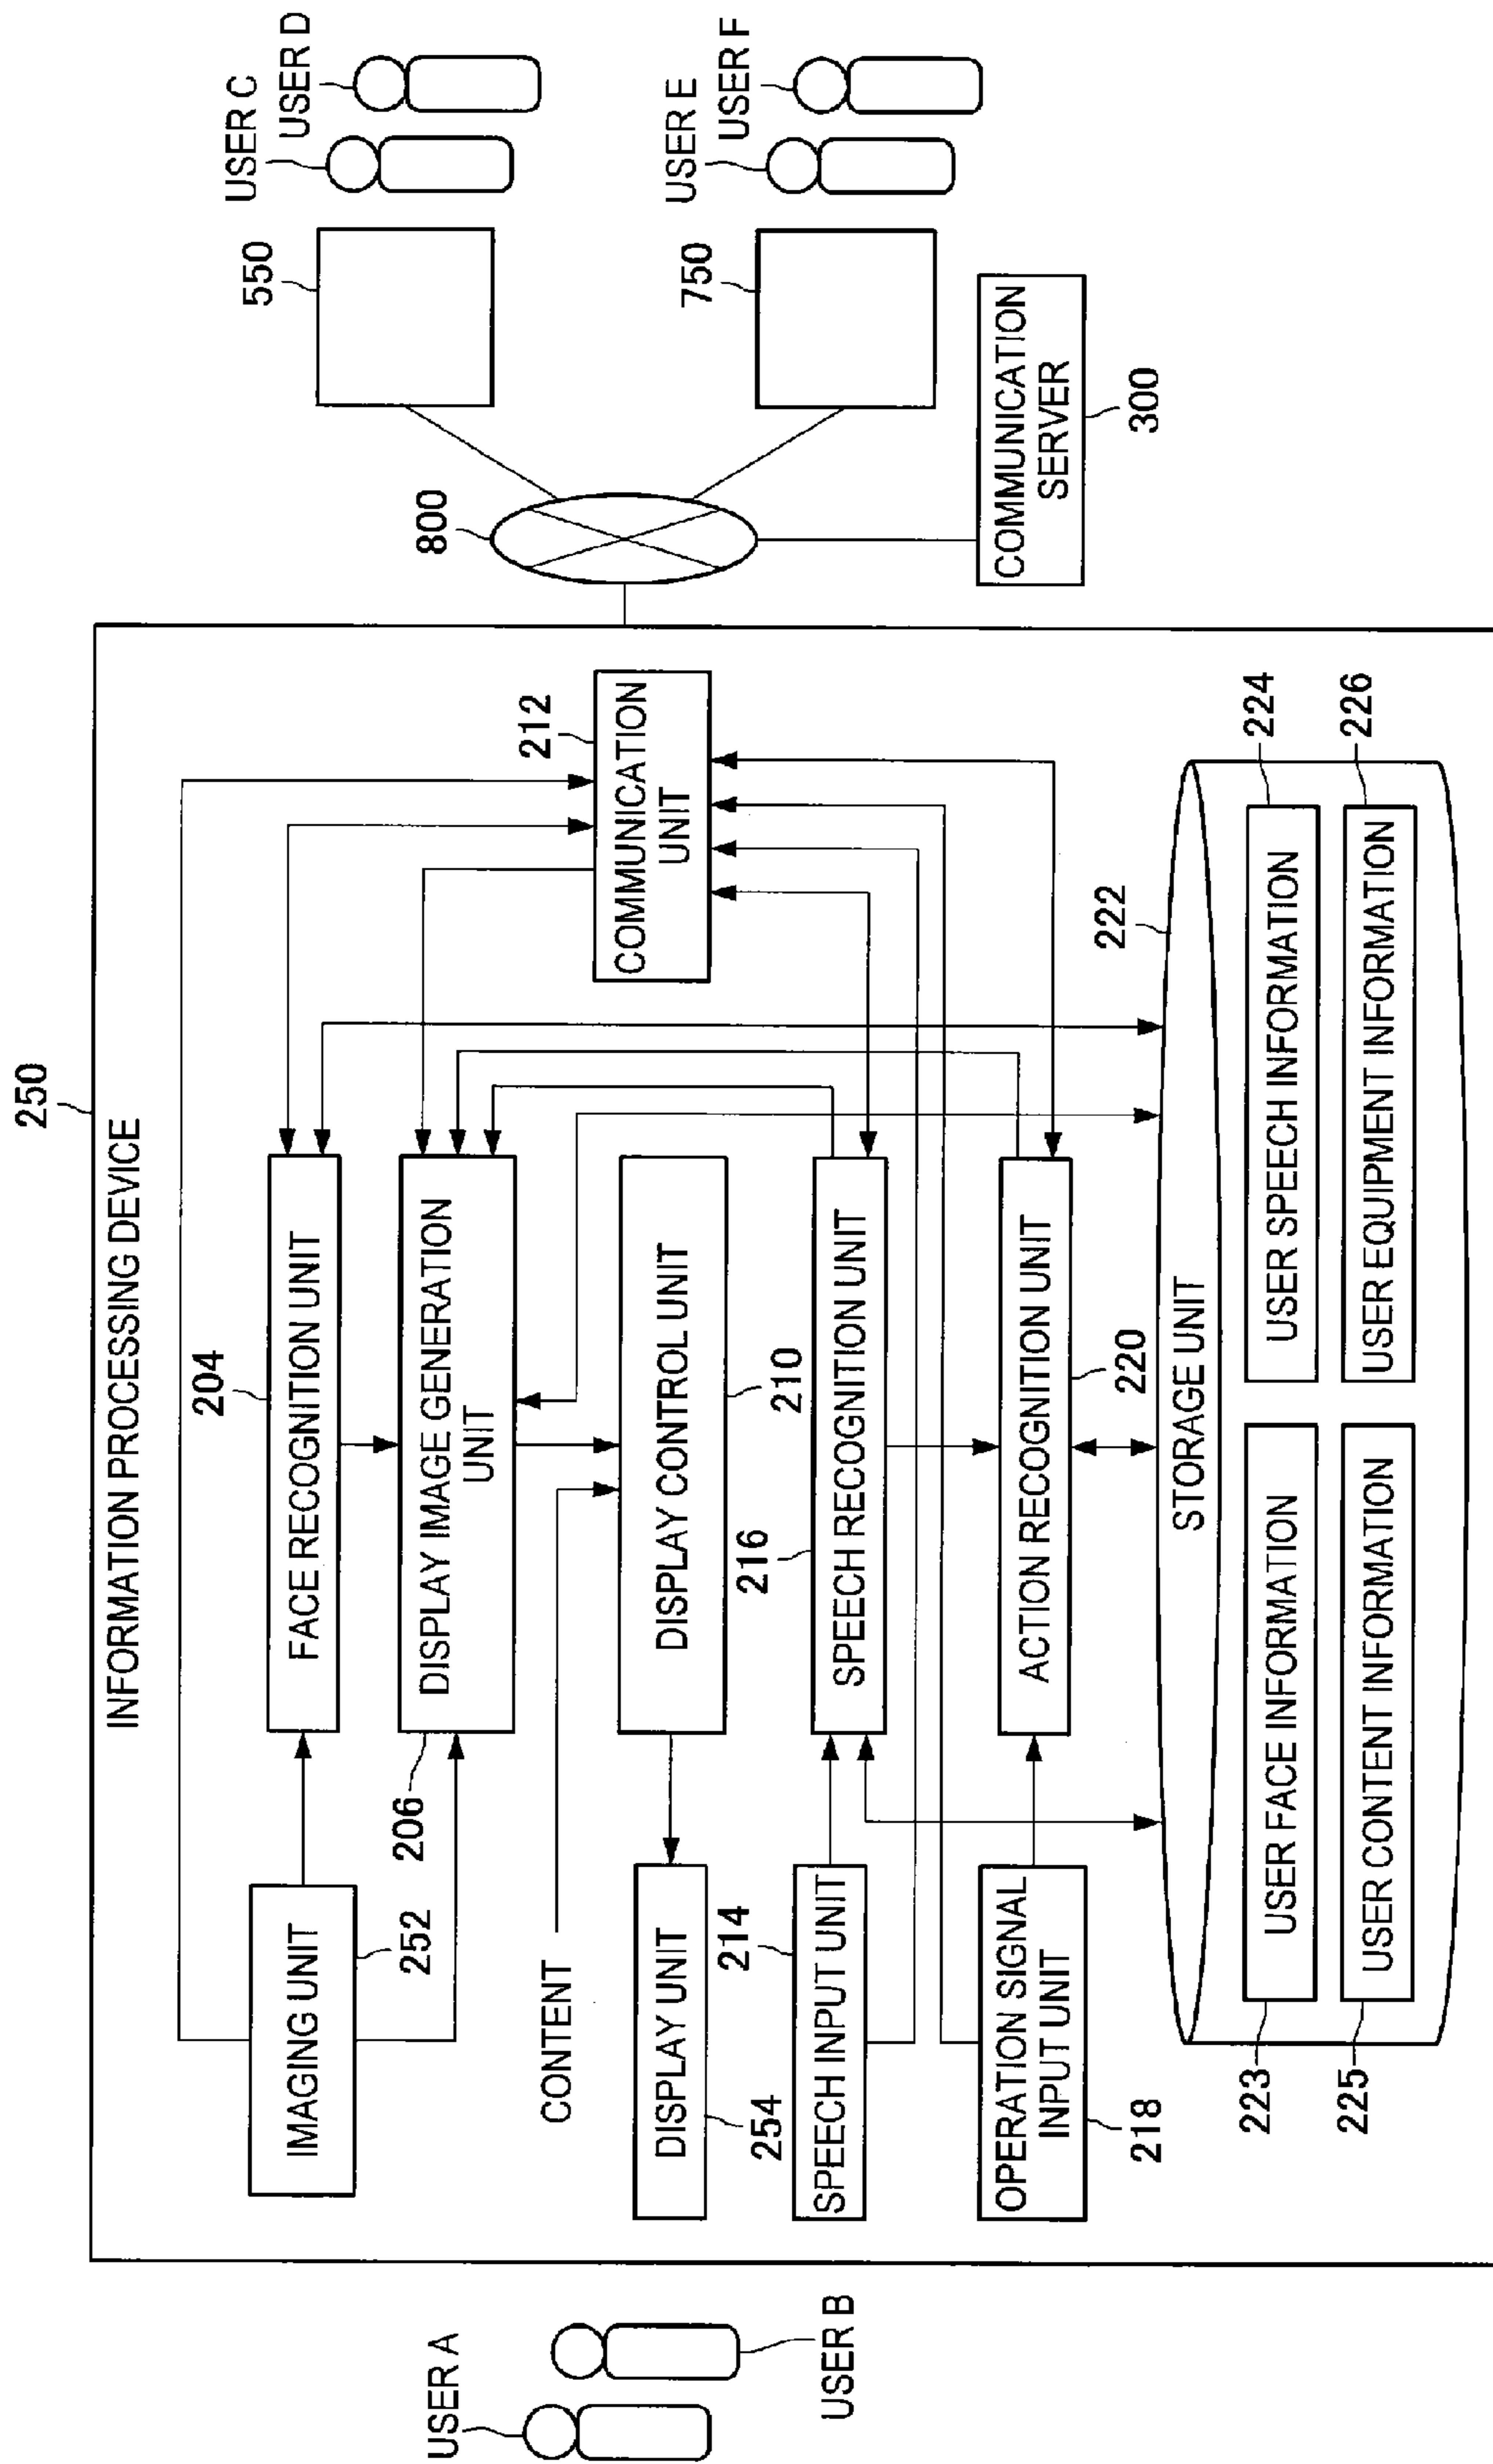 250
INFORMATION PROCESSING DEVICE
IMAGING UNIT
252
204
FACE RECOGNITION UNIT
206
DISPLAY IMAGE GENERATION
UNIT
CONTENT
DISPLAY UNIT
254
DISPLAY CONTROL UNIT
210
212
COMMUNICATION
UNIT
214
SPEECH INPUT UNIT
216
SPEECH RECOGNITION UNIT
OPERATION SIGNAL
INPUT UNIT
218
ACTION RECOGNITION UNIT
220
222
STORAGE UNIT
223
USER FACE INFORMATION
USER SPEECH INFORMATION
224
225
USER CONTENT INFORMATION
USER EQUIPMENT INFORMATION
226
USER A
USER B
800
550
USER C
USER D
750
USER E
USER F
COMMUNICATION
SERVER
300